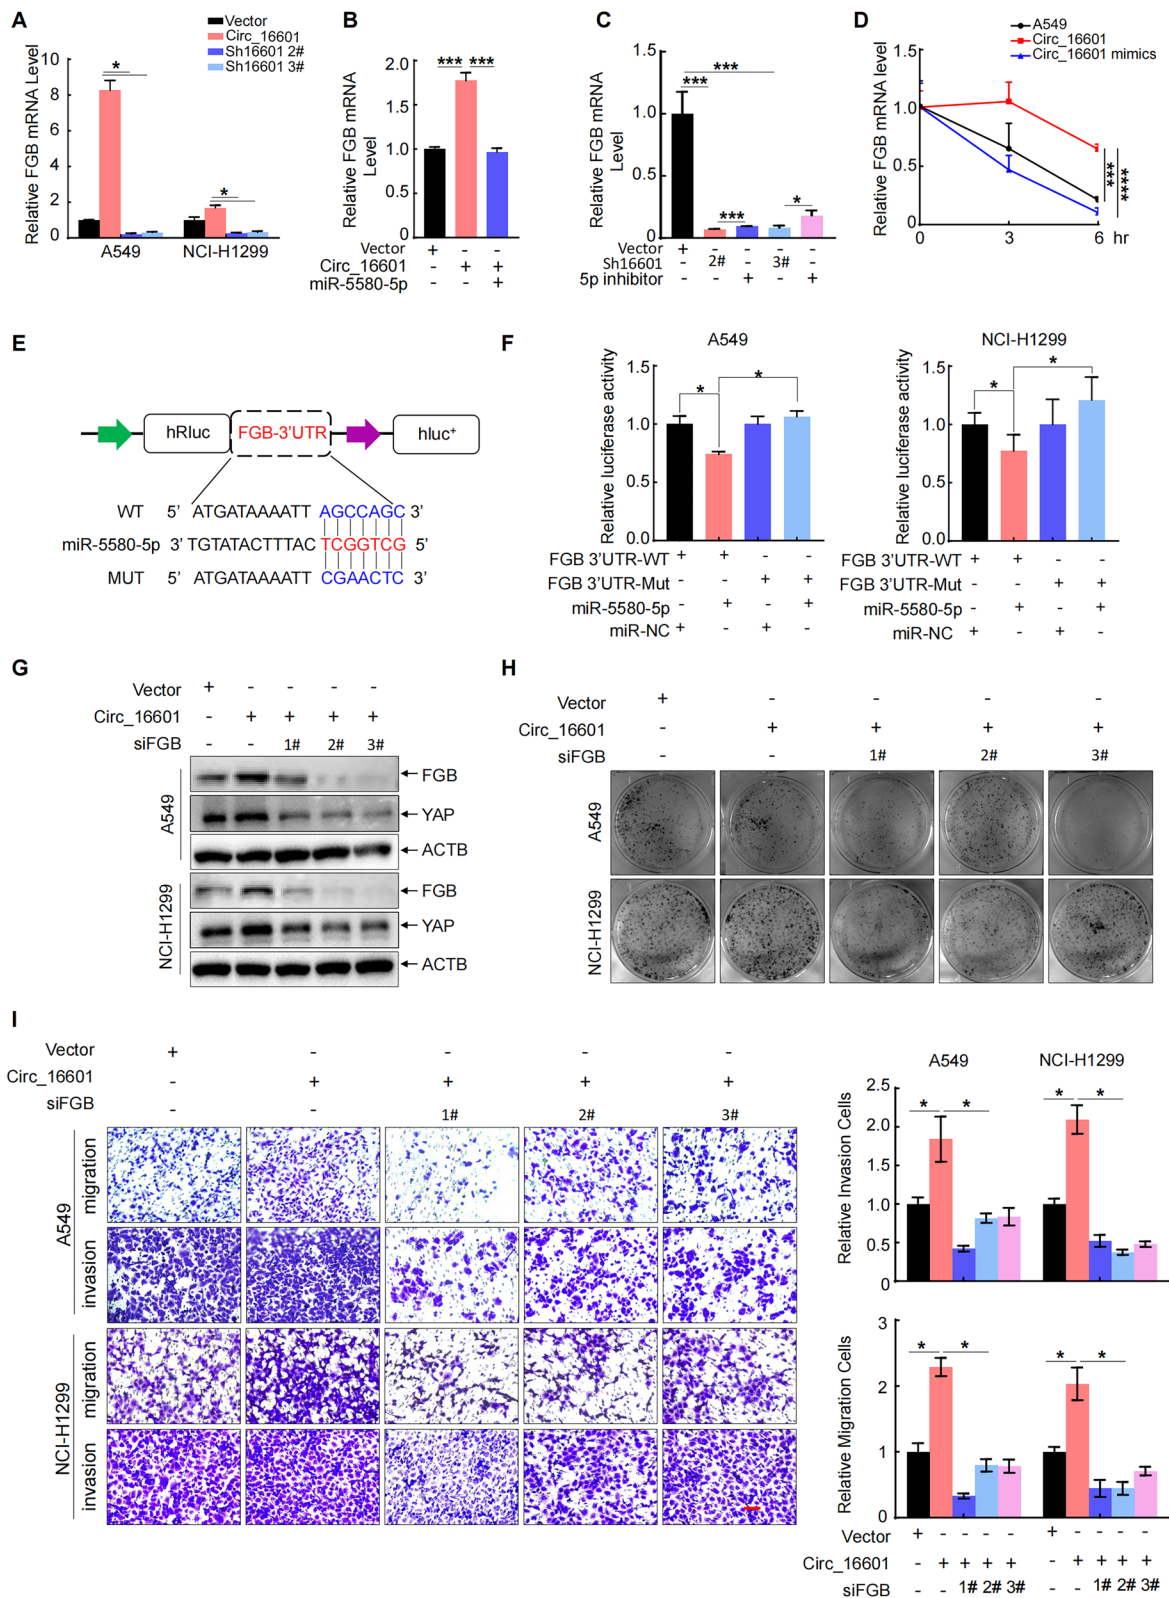 A
Vector
Circ_16601
Sh16601 2#
Sh16601 3#
Relative FGB mRNA Level
10
8
6
4
2
0
*
*
A549
NCI-H1299
B
Relative FGB mRNA Level
2.0
1.5
1.0
0.5
0
*** ***
Vector + - -
Circ_16601 - + +
miR-5580-5p - - +
C
Relative FGB mRNA Level
1.5
1.0
0.5
0
***
***
***
*
Vector + - - - -
Sh16601 - 2# 3#
5p inhibitor - - + - +
D
A549
Circ_16601
Circ_16601 mimics
Relative FGB mRNA level
1.5
1.0
0.5
0
***
****
0 3 6 hr
E
hRluc
FGB-3’UTR
hluc+
WT 5’ ATGATAAAATT AGCCAGC 3’
miR-5580-5p 3’ TGTATACTTTAC TCGGTCG 5’
MUT 5’ ATGATAAAATT CGAACTC 3’
F
A549
Relative luciferase activity
1.5
1.0
0.5
0.0
* *
FGB 3’UTR-WT + + - -
FGB 3’UTR-Mut - - + +
miR-5580-5p - + - +
miR-NC + - + -
NCI-H1299
Relative luciferase activity
1.5
1.0
0.5
0.0
* *
FGB 3’UTR-WT + + - -
FGB 3’UTR-Mut - - + +
miR-5580-5p - + - +
miR-NC + - + -
G
Vector + - - - -
Circ_16601 - + + + +
siFGB - - 1# 2# 3#
A549
FGB
YAP
ACTB
NCI-H1299
FGB
YAP
ACTB
H
Vector + - - - -
Circ_16601 - + + + +
siFGB - - 1# 2# 3#
A549
NCI-H1299
I
Vector + - - - -
Circ_16601 - + + + +
siFGB - - 1# 2# 3#
A549
migration
invasion
NCI-H1299
migration
invasion
A549
NCI-H1299
Relative Invasion Cells
2.5
2.0
1.5
1.0
0.5
0
* * * *
Relative Migration Cells
3
2
1
0
* * * *
Vector + - - - - + - - - -
Circ_16601 - + + + + - + + + +
siFGB - - 1# 2# 3# - - 1# 2# 3#